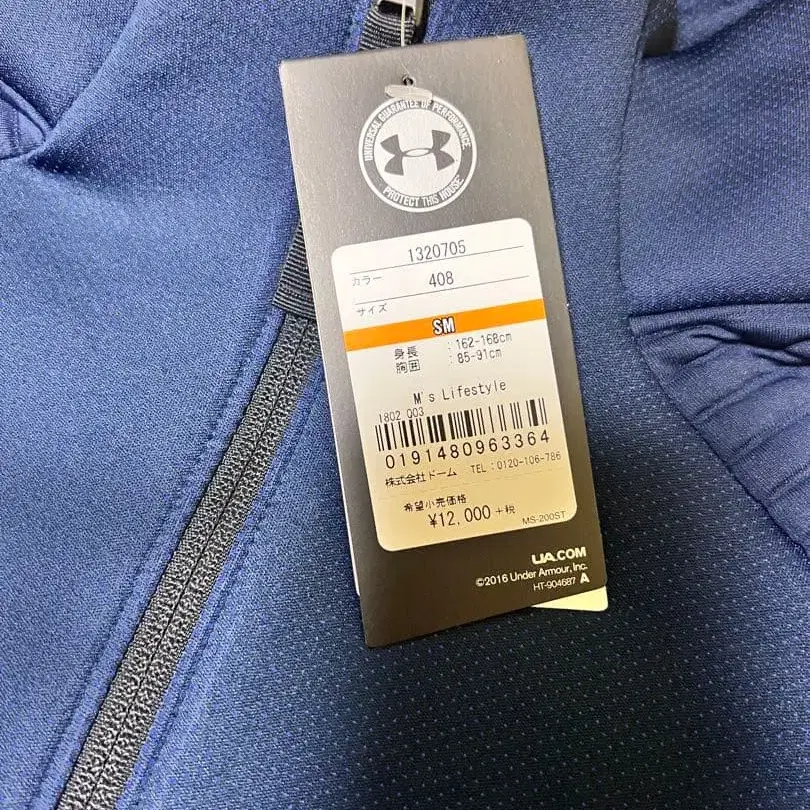 UNIVERSAL GUARANTEE OF PERFORMANCE
PROTECT THIS HOUSE
1320705
カラー 408
サイズ
SM
身長 : 162-168cm
胸囲 : 85-91cm
M's Lifestyle
1802 Q03
0191480963364
株式会社ドーム TEL:0120-106-786
希望小売価格
¥12,000+税
MS-200ST
UA.COM
©2016 Under Armour, Inc.
HT-904687 A